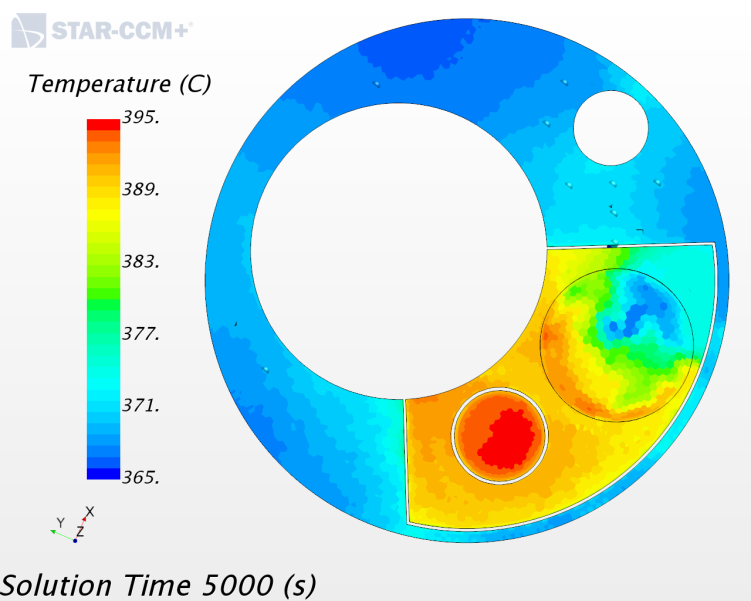 STAR-CCM+®
Temperature (C)
395.
389.
383.
377.
371.
365.
X
Y
Z
Solution Time 5000 (s)